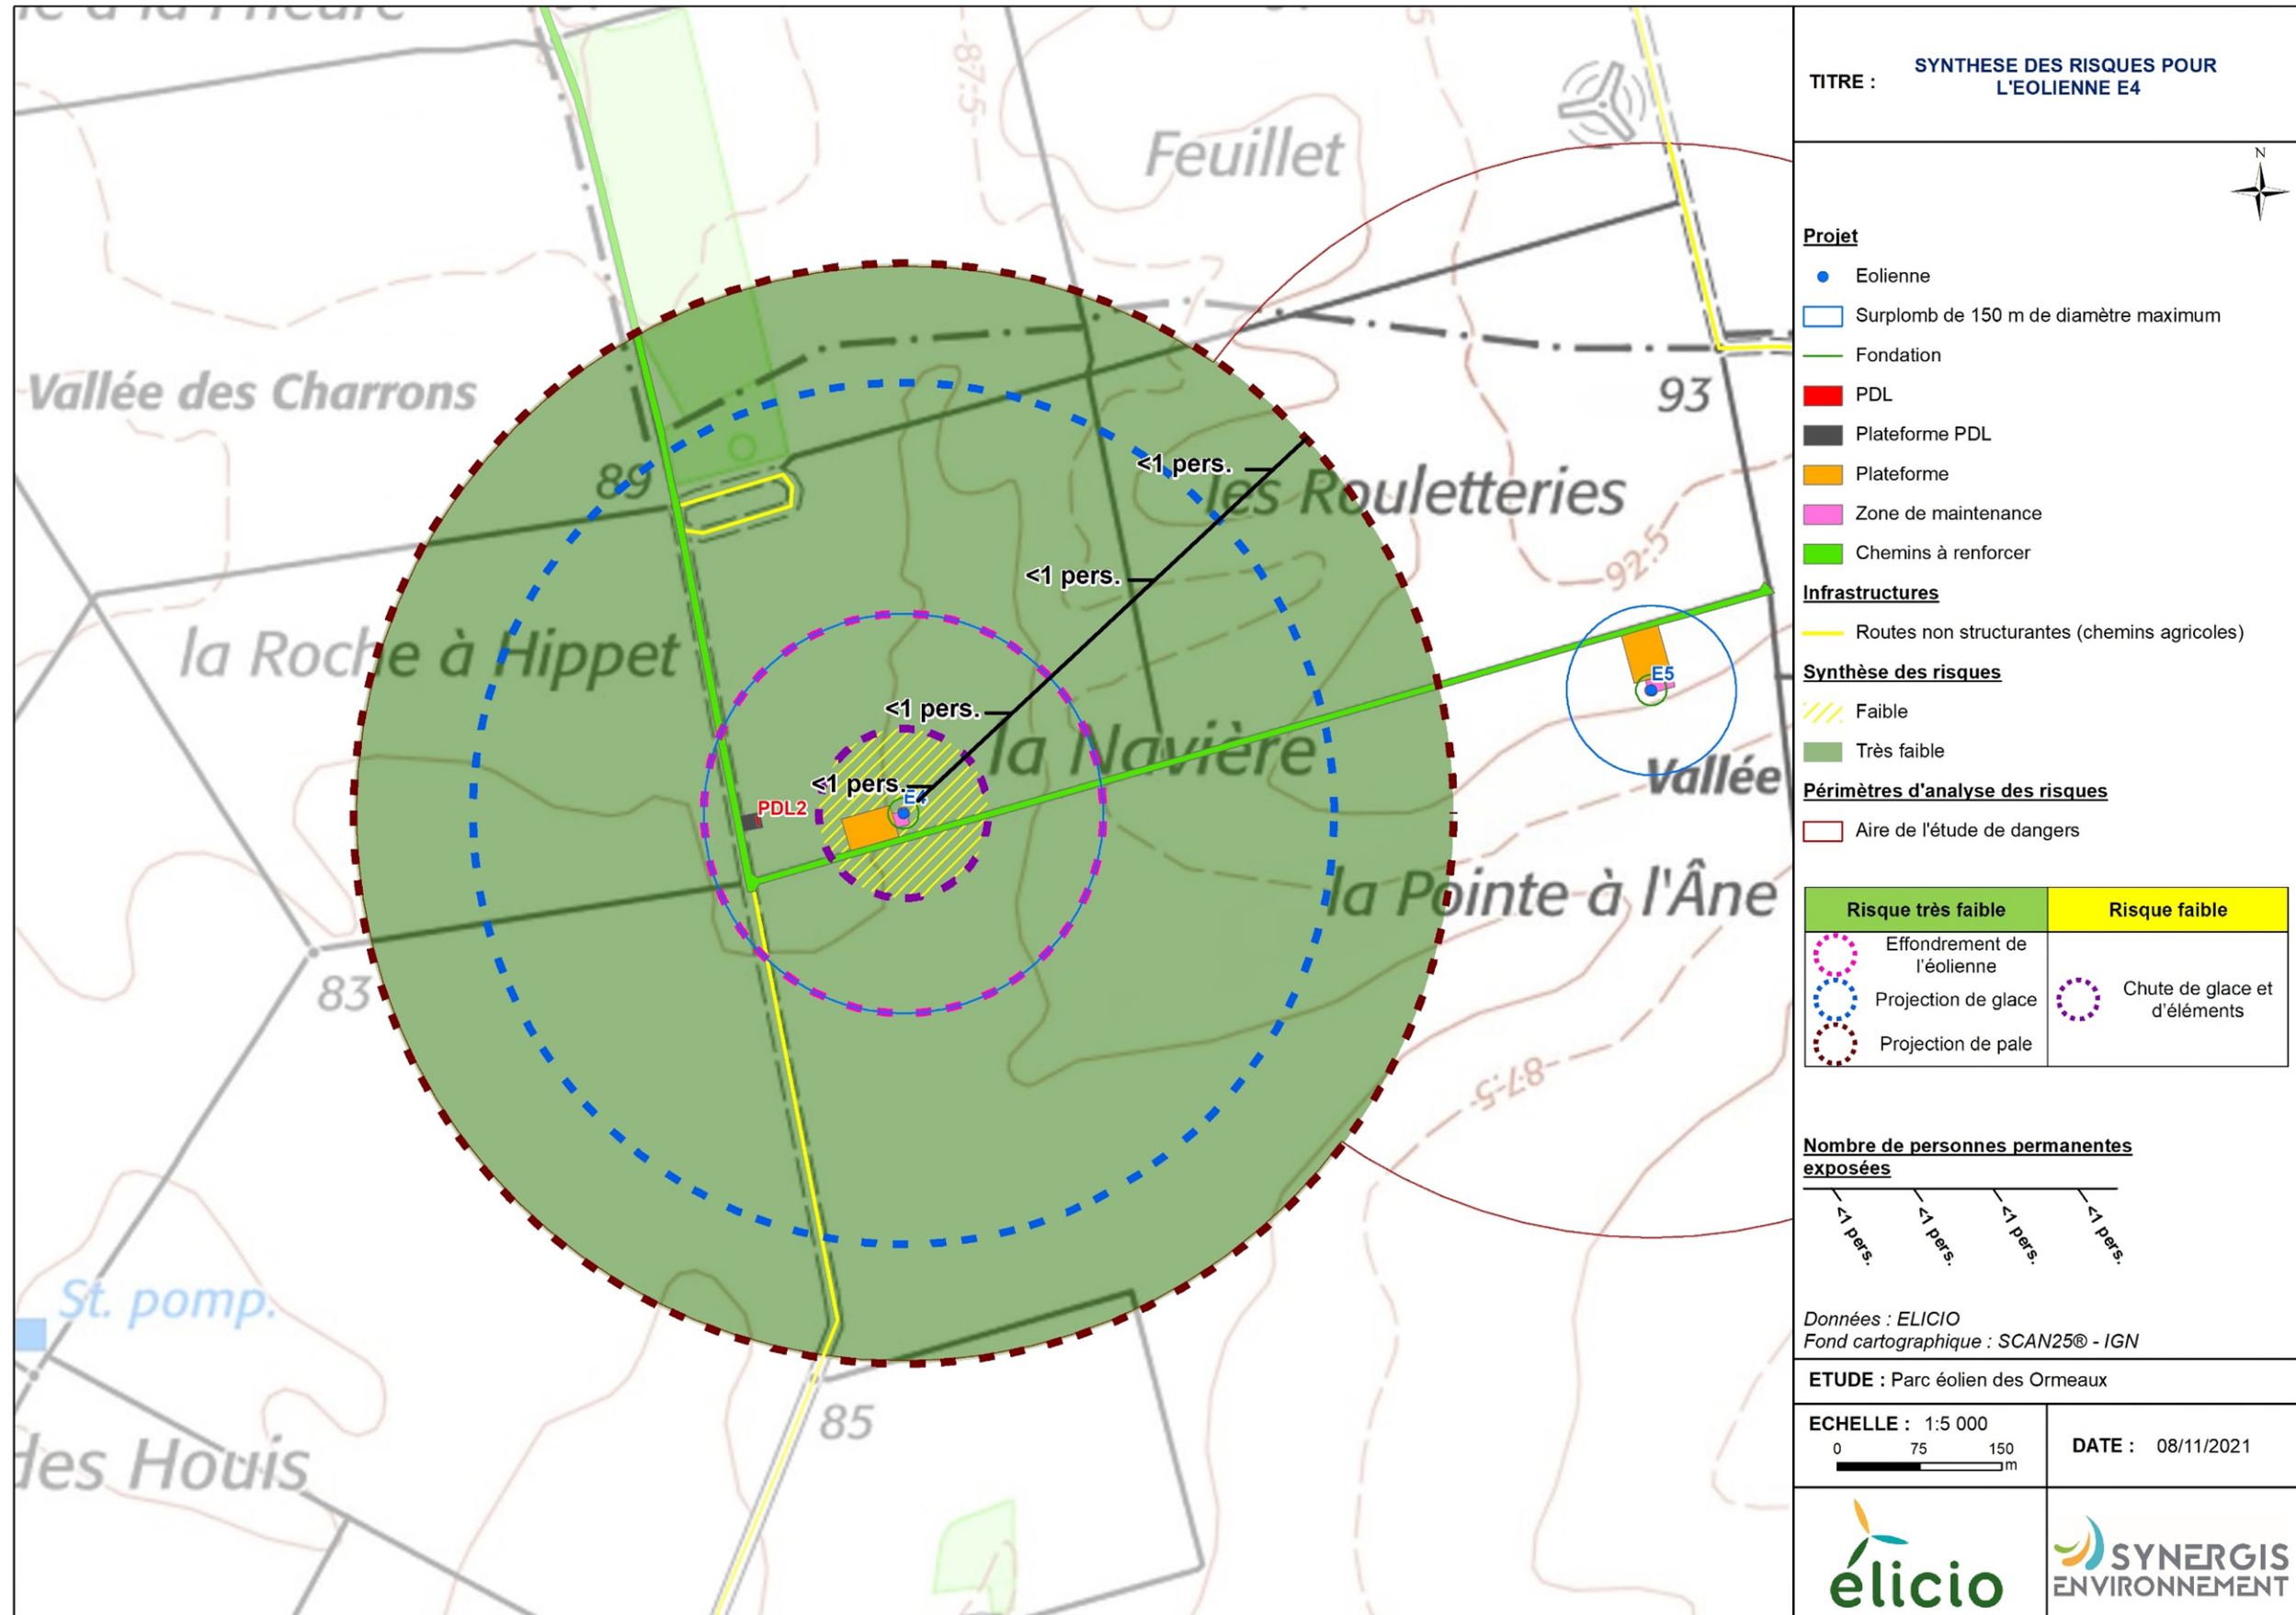 87.5
Feuillet
Vallée des Charrons
93
89
<1 pers.
les Rouletteries
92.5
<1 pers.
la Roche à Hippet
E5
<1 pers.
la Navière
Vallée
<1 pers.
E4
PDL2
la Pointe à l'Âne
83
87.5
St. pomp.
85
des Houis
TITRE :
SYNTHESE DES RISQUES POUR
L'EOLIENNE E4
N
Projet
Eolienne
Surplomb de 150 m de diamètre maximum
Fondation
PDL
Plateforme PDL
Plateforme
Zone de maintenance
Chemins à renforcer
Infrastructures
Routes non structurantes (chemins agricoles)
Synthèse des risques
Faible
Très faible
Périmètres d'analyse des risques
Aire de l'étude de dangers
Risque très faible
Risque faible
Effondrement de
l'éolienne
Projection de glace
Projection de pale
Chute de glace et
d'éléments
Nombre de personnes permanentes
exposées
<1 pers.
<1 pers.
<1 pers.
<1 pers.
Données : ELICIO
Fond cartographique : SCAN25® - IGN
ETUDE : Parc éolien des Ormeaux
ECHELLE : 1:5 000
0 75 150
m
DATE : 08/11/2021
élicio
SYNERGIS
ENVIRONNEMENT